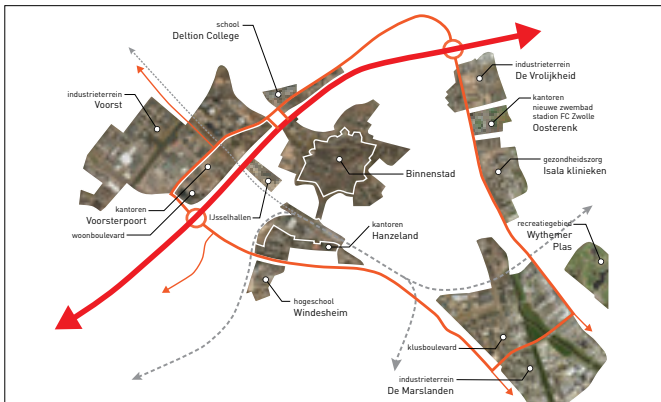 school
Deltion College
industrieterrein
De Vrolijkheid
industrieterrein
Voorst
kantoren
nieuwe zwembad
stadion FC Zwolle
Oosterenk
gezondheidszorg
Isala klinieken
Binnenstad
kantoren
Voorsterpoort
woonboulevard
IJsselhallen
kantoren
Hanzeland
recreatiegebied
Wythemer
Plas
hogeschool
Windesheim
klusboulevard
industrieterrein
De Marslanden